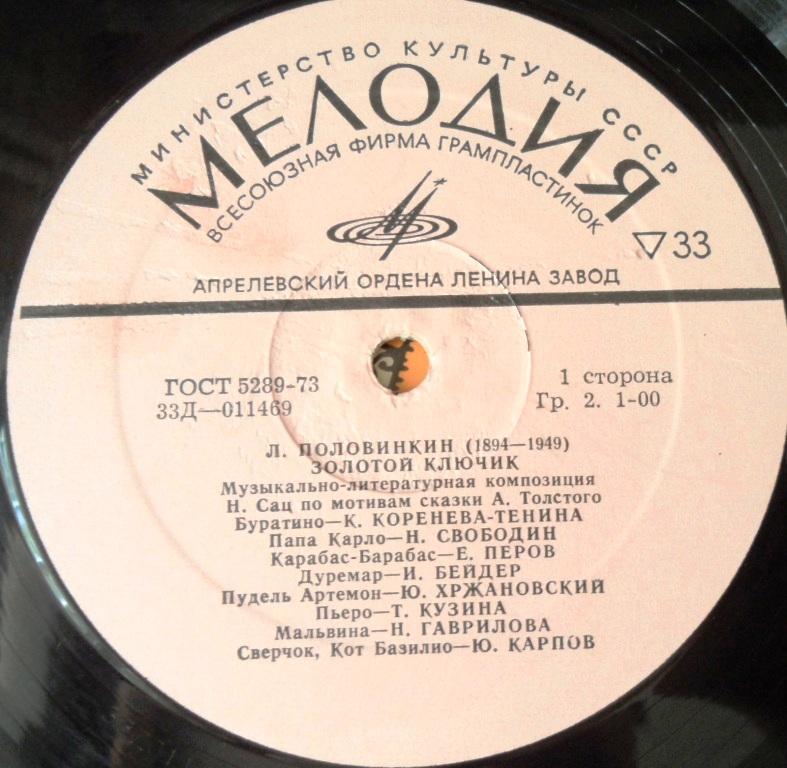 МИНИСТЕРСТВО КУЛЬТУРЫ СССР
МЕЛОДИЯ
ВСЕСОЮЗНАЯ ФИРМА ГРАМПЛАСТИНОК
▽33
АПРЕЛЕВСКИЙ ОРДЕНА ЛЕНИНА ЗАВОД
ГОСТ 5289-73
33Д—011469
1 сторона
Гр. 2. 1-00
Л. ПОЛОВИНКИН (1894—1949)
ЗОЛОТОЙ КЛЮЧИК
Музыкально-литературная композиция
Н. Сац по мотивам сказки А. Толстого
Буратино—К. КОРЕНЕВА-ТЕНИНА
Папа Карло—Н. СВОБОДИН
Карабас-Барабас—Е. ПЕРОВ
Дуремар—И. БЕЙДЕР
Пудель Артемон—Ю. ХРЖАНОВСКИЙ
Пьеро—Т. КУЗИНА
Мальвина—Н. ГАВРИЛОВА
Сверчок, Кот Базилио—Ю. КАРПОВ